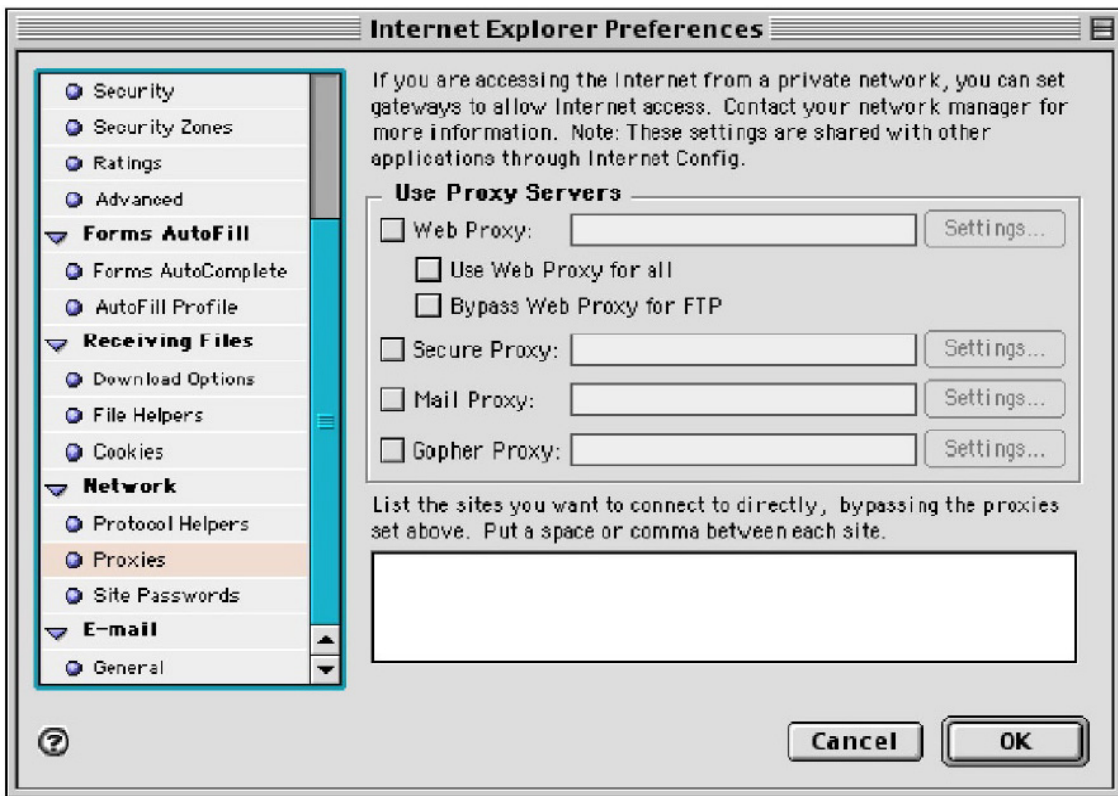 Internet Explorer Preferences
Security
Security Zones
Ratings
Advanced
Forms AutoFill
Forms AutoComplete
AutoFill Profile
Receiving Files
Download Options
File Helpers
Cookies
Network
Protocol Helpers
Proxies
Site Passwords
E-mail
General
If you are accessing the Internet from a private network, you can set
gateways to allow Internet access. Contact your network manager for
more information. Note: These settings are shared with other
applications through Internet Config.
Use Proxy Servers
Web Proxy: Settings...
Use Web Proxy for all
Bypass Web Proxy for FTP
Secure Proxy: Settings...
Mail Proxy: Settings...
Gopher Proxy: Settings...
List the sites you want to connect to directly, bypassing the proxies
set above. Put a space or comma between each site.
?
Cancel OK